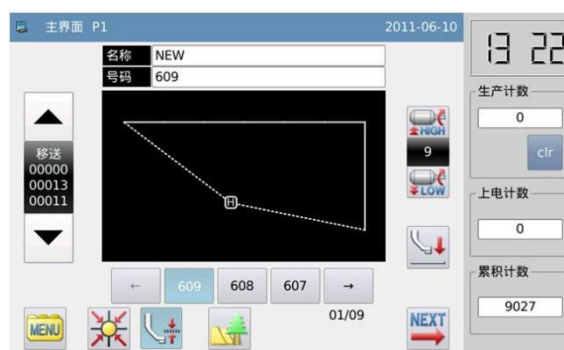 主界面 P1
2011-06-10
13 22
名称 NEW
号码 609
生产计数
0
clr
移送
00000
00013
00011
HIGH
9
LOW
H
上电计数
0
累积计数
9027
← 609 608 607 →
01/09
MENU
NEXT